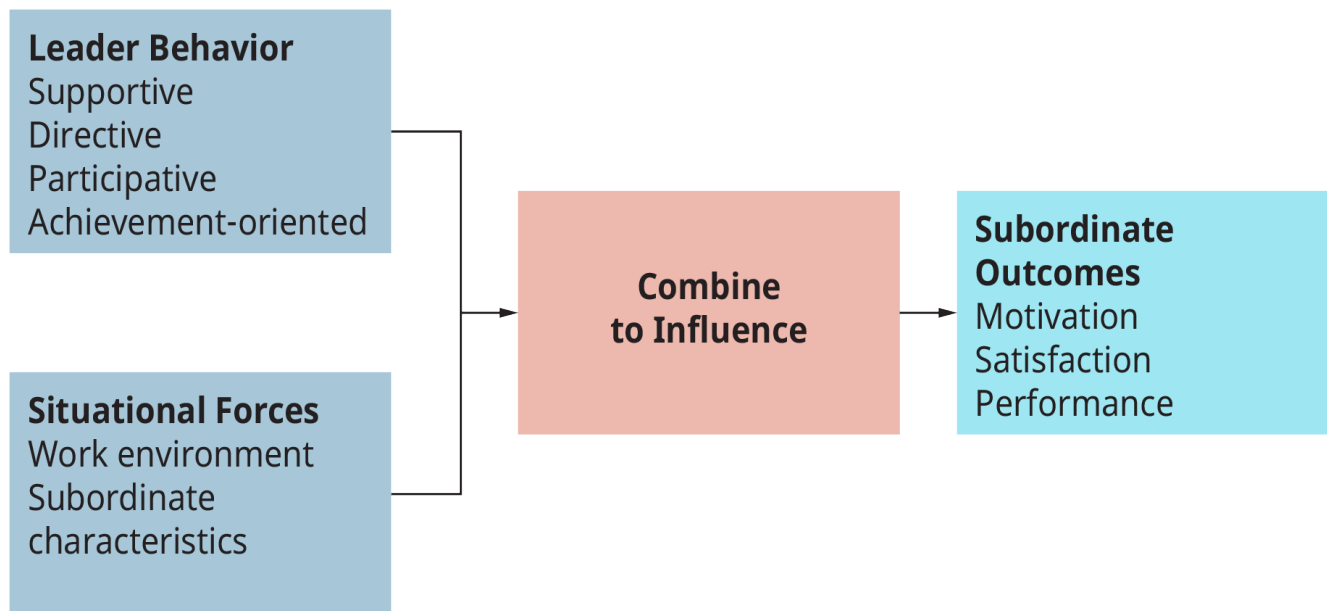 Leader Behavior
Supportive
Directive
Participative
Achievement-oriented
Situational Forces
Work environment
Subordinate
characteristics
Combine
to Influence
Subordinate
Outcomes
Motivation
Satisfaction
Performance